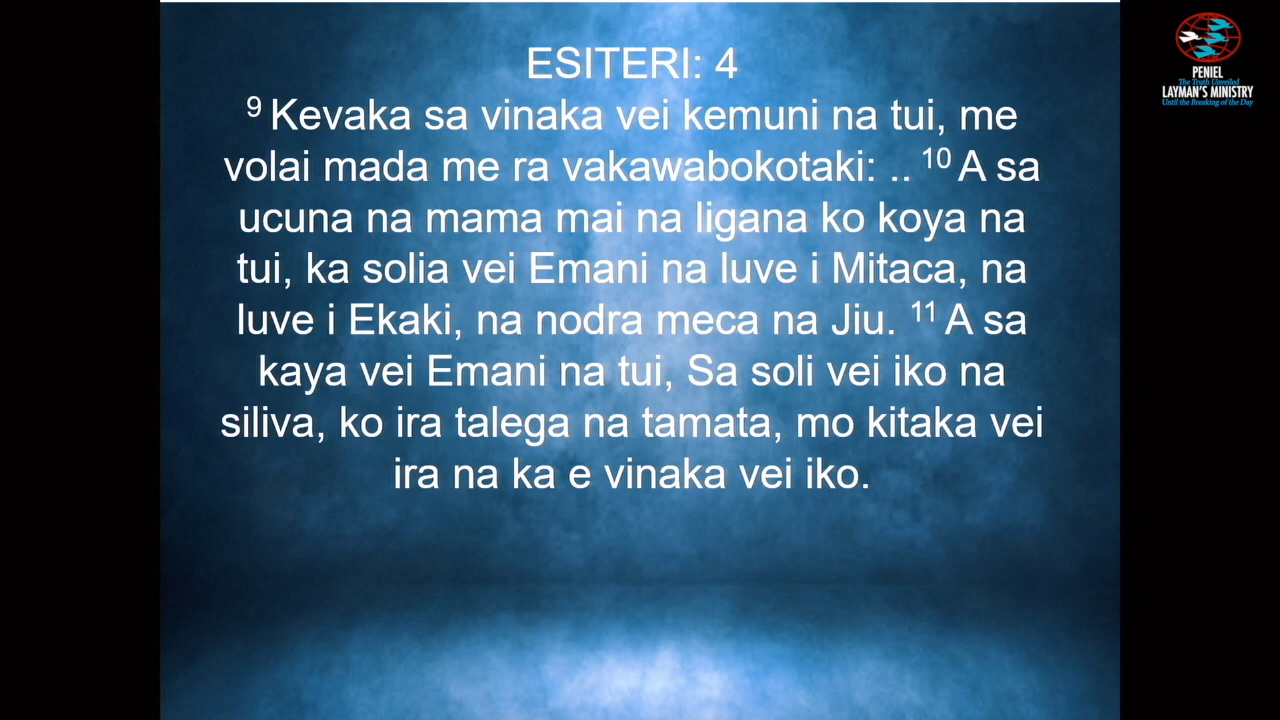 ESITERI: 4
9 Kevaka sa vinaka vei kemuni na tui, me
volai mada me ra vakawabokotaki: .. 10 A sa
ucuna na mama mai na ligana ko koya na
tui, ka solia vei Emani na luve i Mitaca, na
luve i Ekaki, na nodra meca na Jiu. 11 A sa
kaya vei Emani na tui, Sa soli vei iko na
siliva, ko ira talega na tamata, mo kitaka vei
ira na ka e vinaka vei iko.
PENIEL
The Truth Unveiled
LAYMAN'S MINISTRY
Until the Breaking of the Day